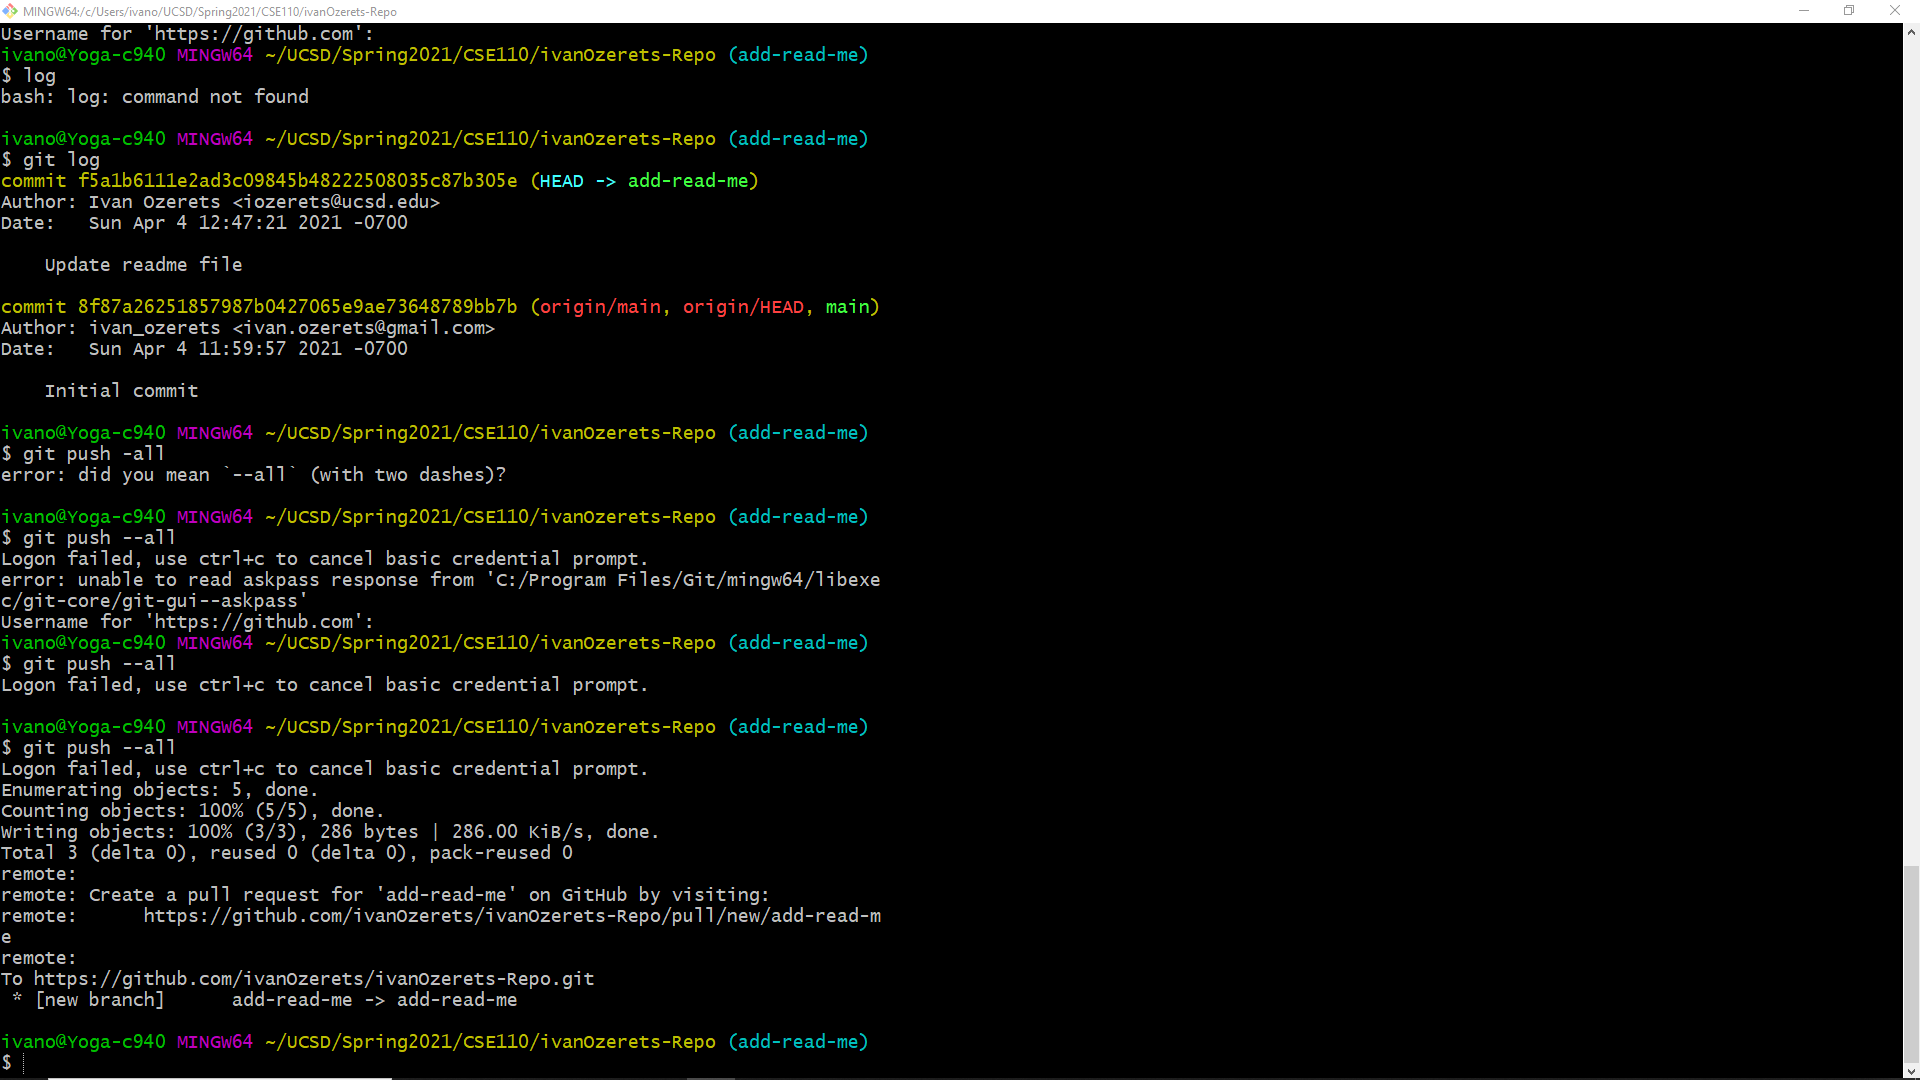 MINGW64:/c/Users/ivano/UCSD/Spring2021/CSE110/ivanOzerets-Repo
Username for 'https://github.com':
ivano@Yoga-c940 MINGW64 ~/UCSD/Spring2021/CSE110/ivanOzerets-Repo (add-read-me)
$ log
bash: log: command not found
ivano@Yoga-c940 MINGW64 ~/UCSD/Spring2021/CSE110/ivanOzerets-Repo (add-read-me)
$ git log
commit f5a1b6111e2ad3c09845b48222508035c87b305e (HEAD -> add-read-me)
Author: Ivan Ozerets <iozerets@ucsd.edu>
Date:   Sun Apr 4 12:47:21 2021 -0700
    Update readme file
commit 8f87a26251857987b0427065e9ae73648789bb7b (origin/main, origin/HEAD, main)
Author: ivan_ozerets <ivan.ozerets@gmail.com>
Date:   Sun Apr 4 11:59:57 2021 -0700
    Initial commit
ivano@Yoga-c940 MINGW64 ~/UCSD/Spring2021/CSE110/ivanOzerets-Repo (add-read-me)
$ git push -all
error: did you mean `--all` (with two dashes)?
ivano@Yoga-c940 MINGW64 ~/UCSD/Spring2021/CSE110/ivanOzerets-Repo (add-read-me)
$ git push --all
Logon failed, use ctrl+c to cancel basic credential prompt.
error: unable to read askpass response from 'C:/Program Files/Git/mingw64/libexe
c/git-core/git-gui--askpass'
Username for 'https://github.com':
ivano@Yoga-c940 MINGW64 ~/UCSD/Spring2021/CSE110/ivanOzerets-Repo (add-read-me)
$ git push --all
Logon failed, use ctrl+c to cancel basic credential prompt.
ivano@Yoga-c940 MINGW64 ~/UCSD/Spring2021/CSE110/ivanOzerets-Repo (add-read-me)
$ git push --all
Logon failed, use ctrl+c to cancel basic credential prompt.
Enumerating objects: 5, done.
Counting objects: 100% (5/5), done.
Writing objects: 100% (3/3), 286 bytes | 286.00 KiB/s, done.
Total 3 (delta 0), reused 0 (delta 0), pack-reused 0
remote:
remote: Create a pull request for 'add-read-me' on GitHub by visiting:
remote:      https://github.com/ivanOzerets/ivanOzerets-Repo/pull/new/add-read-m
e
remote:
To https://github.com/ivanOzerets/ivanOzerets-Repo.git
 * [new branch]      add-read-me -> add-read-me
ivano@Yoga-c940 MINGW64 ~/UCSD/Spring2021/CSE110/ivanOzerets-Repo (add-read-me)
$